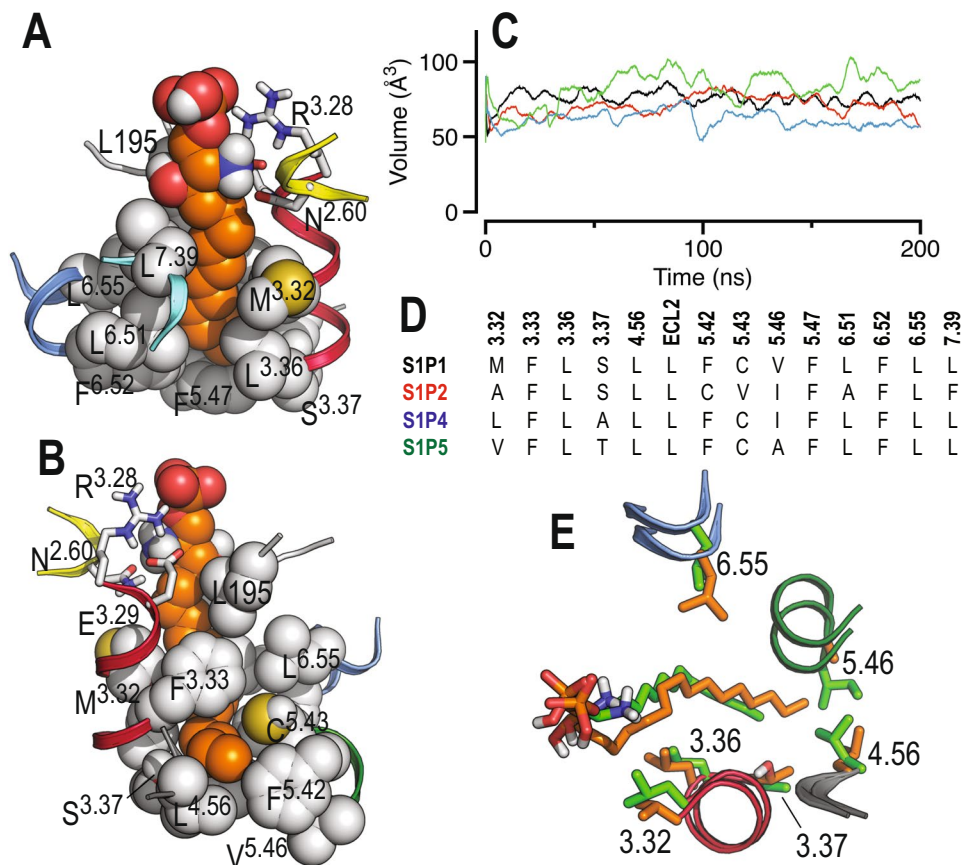 A
R3.28
L195
N2.60
L7.39
L6.55
M3.32
L6.51
L3.36
F6.52
F5.47
S3.37
B
R3.28
N2.60
L195
E3.29
L6.55
F3.33
M3.32
C5.43
S3.37
L4.56
F5.42
V5.46
C
Volume (Å3)
100
50
0
0 100 200
Time (ns)
D
3.32 3.33 3.36 3.37 4.56 ECL2 5.42 5.43 5.46 5.47 6.51 6.52 6.55 7.39
S1P1 M F L S L L F C V F L F L L
S1P2 A F L S L L C V I F A F L F
S1P4 L F L A L L F C I F L F L L
S1P5 V F L T L L F C A F L F L L
E
6.55
5.46
3.36
4.56
3.32
3.37